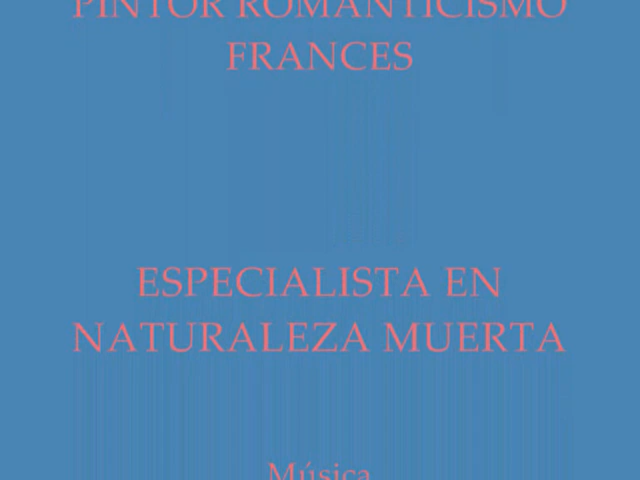 PINTOR ROMANTICISMO
FRANCES
ESPECIALISTA EN
NATURALEZA MUERTA
Música